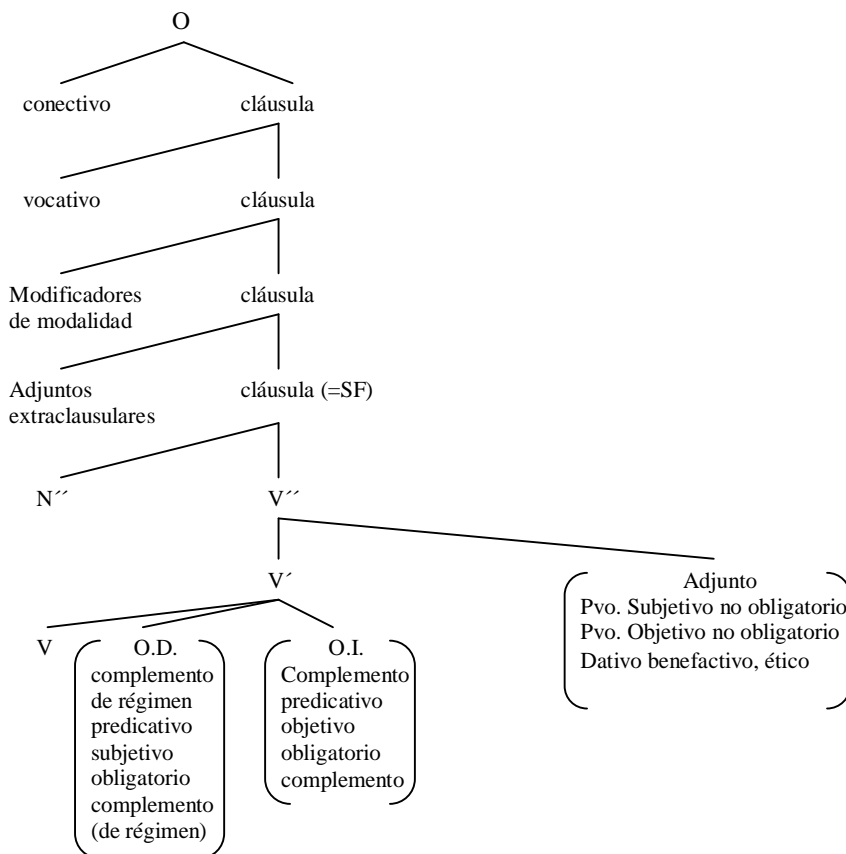 O
conectivo cláusula
vocativo cláusula
Modificadores cláusula
de modalidad
Adjuntos cláusula (=SF)
extraclausulares
N´´ V´´
V´ Adjunto
Pvo. Subjetivo no obligatorio
Pvo. Objetivo no obligatorio
Dativo benefactivo, ético
V O.D. O.I.
complemento Complemento
de régimen predicativo
predicativo objetivo
subjetivo obligatorio
obligatorio complemento
complemento
(de régimen)